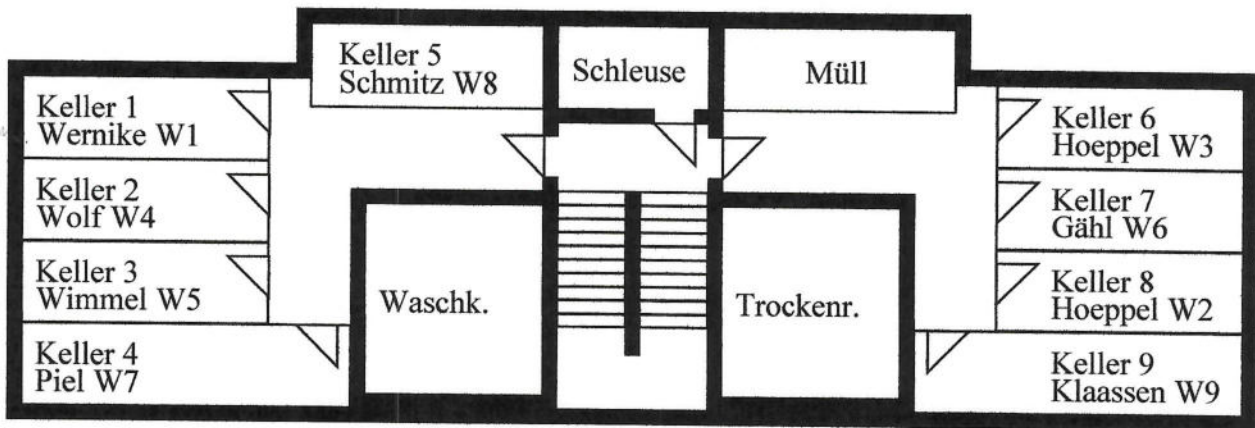 Keller 5
Schmitz W8
Schleuse
Müll
Keller 1
Wernike W1
Keller 6
Hoeppel W3
Keller 2
Wolf W4
Keller 7
Gähl W6
Keller 3
Wimmel W5
Waschk.
Trockenr.
Keller 8
Hoeppel W2
Keller 4
Piel W7
Keller 9
Klaassen W9